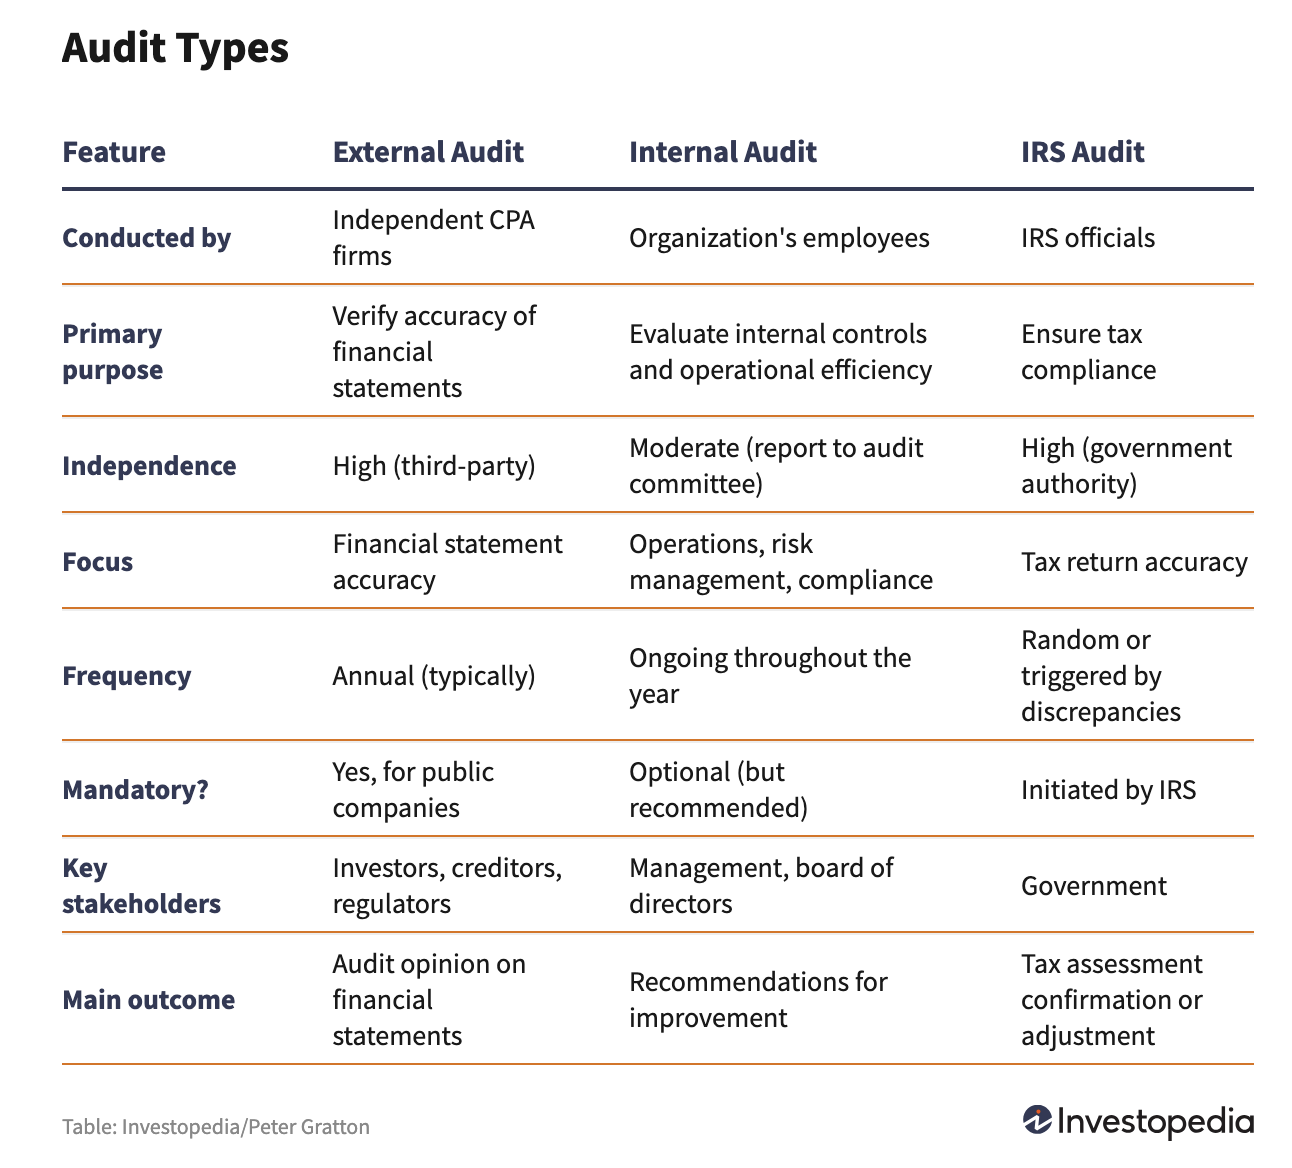 Audit Types
Feature External Audit Internal Audit IRS Audit
Conducted by
Independent CPA
firms
Organization's employees
IRS officials
Primary
purpose
Verify accuracy of
financial
statements
Evaluate internal controls
and operational efficiency
Ensure tax
compliance
Independence
High (third-party)
Moderate (report to audit
committee)
High (government
authority)
Focus
Financial statement
accuracy
Operations, risk
management, compliance
Tax return accuracy
Frequency
Annual (typically)
Ongoing throughout the
year
Random or
triggered by
discrepancies
Mandatory?
Yes, for public
companies
Optional (but
recommended)
Initiated by IRS
Key
stakeholders
Investors, creditors,
regulators
Management, board of
directors
Government
Main outcome
Audit opinion on
financial
statements
Recommendations for
improvement
Tax assessment
confirmation or
adjustment
Table: Investopedia/Peter Gratton
Investopedia